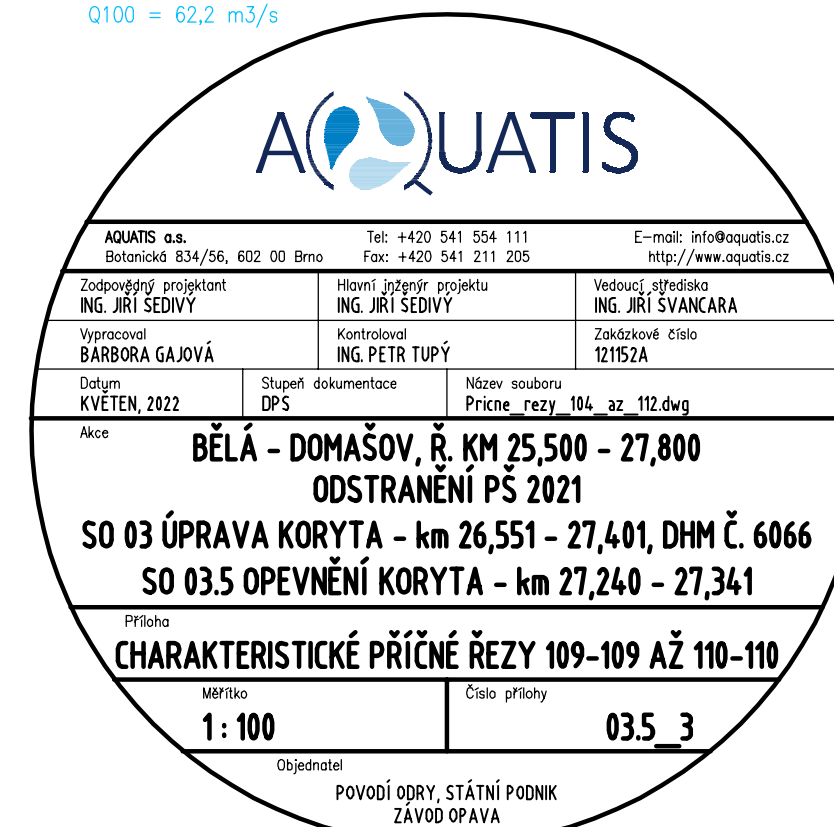 Q100 = 62,2 m3/s
AQUATIS
AQUATIS a.s.
Botanická 834/56, 602 00 Brno
Tel: +420 541 554 111
Fax: +420 541 211 205
E-mail: info@aquatis.cz
http://www.aquatis.cz
Zodpovědný projektant
ING. JIŘÍ ŠEDIVÝ
Hlavní inženýr projektu
ING. JIŘÍ ŠEDIVÝ
Vedoucí střediska
ING. JIŘÍ ŠVANCARA
Vypracoval
BARBORA GAJOVÁ
Kontroloval
ING. PETR TUPÝ
Zakázkové číslo
121152A
Datum
KVĚTEN, 2022
Stupeň dokumentace
DPS
Název souboru
Pricne_rezy_104_az_112.dwg
Akce
BĚLÁ - DOMAŠOV, Ř. KM 25,500 - 27,800
ODSTRANĚNÍ PŠ 2021
SO 03 ÚPRAVA KORYTA - km 26,551 - 27,401, DHM Č. 6066
SO 03.5 OPEVNĚNÍ KORYTA - km 27,240 - 27,341
Příloha
CHARAKTERISTICKÉ PŘÍČNÉ ŘEZY 109-109 AŽ 110-110
Měřítko
1 : 100
Číslo přílohy
03.5_3
Objednatel
POVODÍ ODRY, STÁTNÍ PODNIK
ZÁVOD OPAVA